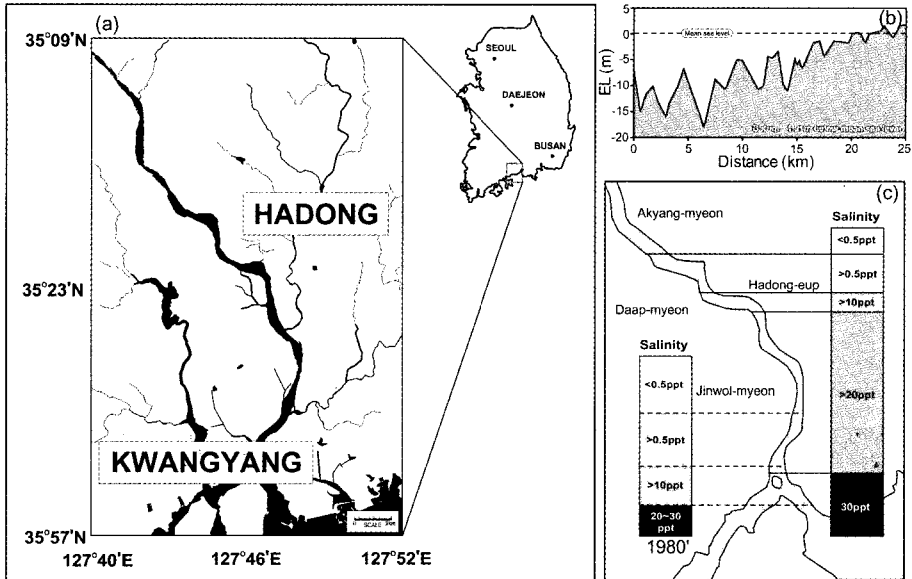 (a)
35°09'N
35°23'N
35°57'N
127°40'E
127°46'E
127°52'E
HADONG
KWANGYANG
SCALE
SEOUL
DAEJEON
BUSAN
(b)
EL (m)
5
0
-5
-10
-15
-20
Mean sea level
0
5
10
15
20
25
Distance (km)
(c)
Akyang-myeon
Hadong-eup
Daap-myeon
Jinwol-myeon
Salinity
<0.5ppt
>0.5ppt
>10ppt
>20ppt
30ppt
Salinity
<0.5ppt
>0.5ppt
>10ppt
20~30
ppt
1980'